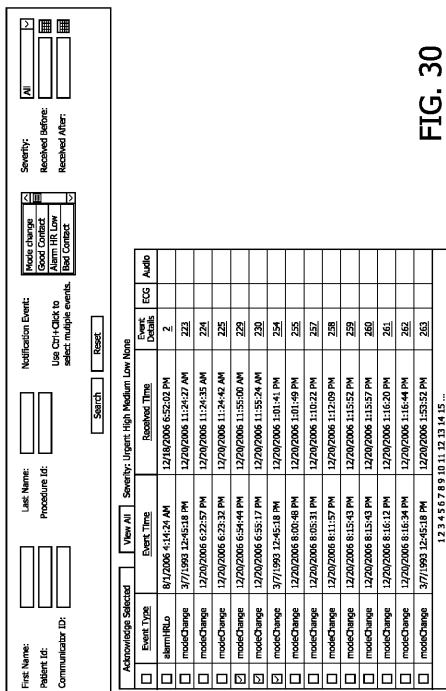 First Name: Last Name: Notification Event: Mode change Severity: All
Patient Id: Procedure Id: Good Contact Received Before:
Communicator ID: Use Ctrl+Click to Alarm HR Low Received After:
select mutiple events. Bad Contact
Search Reset
Acknowledge Selected View All Severity: Urgent High Medium Low None
Event Type Event Time Received Time Event Details ECG Audio
alarmHRLo 8/1/2006 4:14:24 AM 12/18/2006 6:52:02 PM 2
modeChange 3/7/1993 12:45:18 PM 12/20/2006 11:24:27 AM 223
modeChange 12/20/2006 6:22:57 PM 12/20/2006 11:24:35 AM 224
modeChange 12/20/2006 6:23:32 PM 12/20/2006 11:24:42 AM 225
modeChange 12/20/2006 6:54:44 PM 12/20/2006 11:55:00 AM 229
modeChange 12/20/2006 6:55:17 PM 12/20/2006 11:55:24 AM 230
modeChange 3/7/1993 12:45:18 PM 12/20/2006 1:01:41 PM 254
modeChange 12/20/2006 8:00:48 PM 12/20/2006 1:01:49 PM 255
modeChange 12/20/2006 8:05:31 PM 12/20/2006 1:10:22 PM 257
modeChange 12/20/2006 8:11:57 PM 12/20/2006 1:12:09 PM 258
modeChange 12/20/2006 8:15:43 PM 12/20/2006 1:15:52 PM 259
modeChange 12/20/2006 8:15:43 PM 12/20/2006 1:15:57 PM 260
modeChange 12/20/2006 8:16:12 PM 12/20/2006 1:16:20 PM 261
modeChange 12/20/2006 8:16:34 PM 12/20/2006 1:16:44 PM 262
modeChange 3/7/1993 12:45:18 PM 12/20/2006 1:53:52 PM 263
1 2 3 4 5 6 7 8 9 10 11 12 13 14 15 ...
FIG. 30